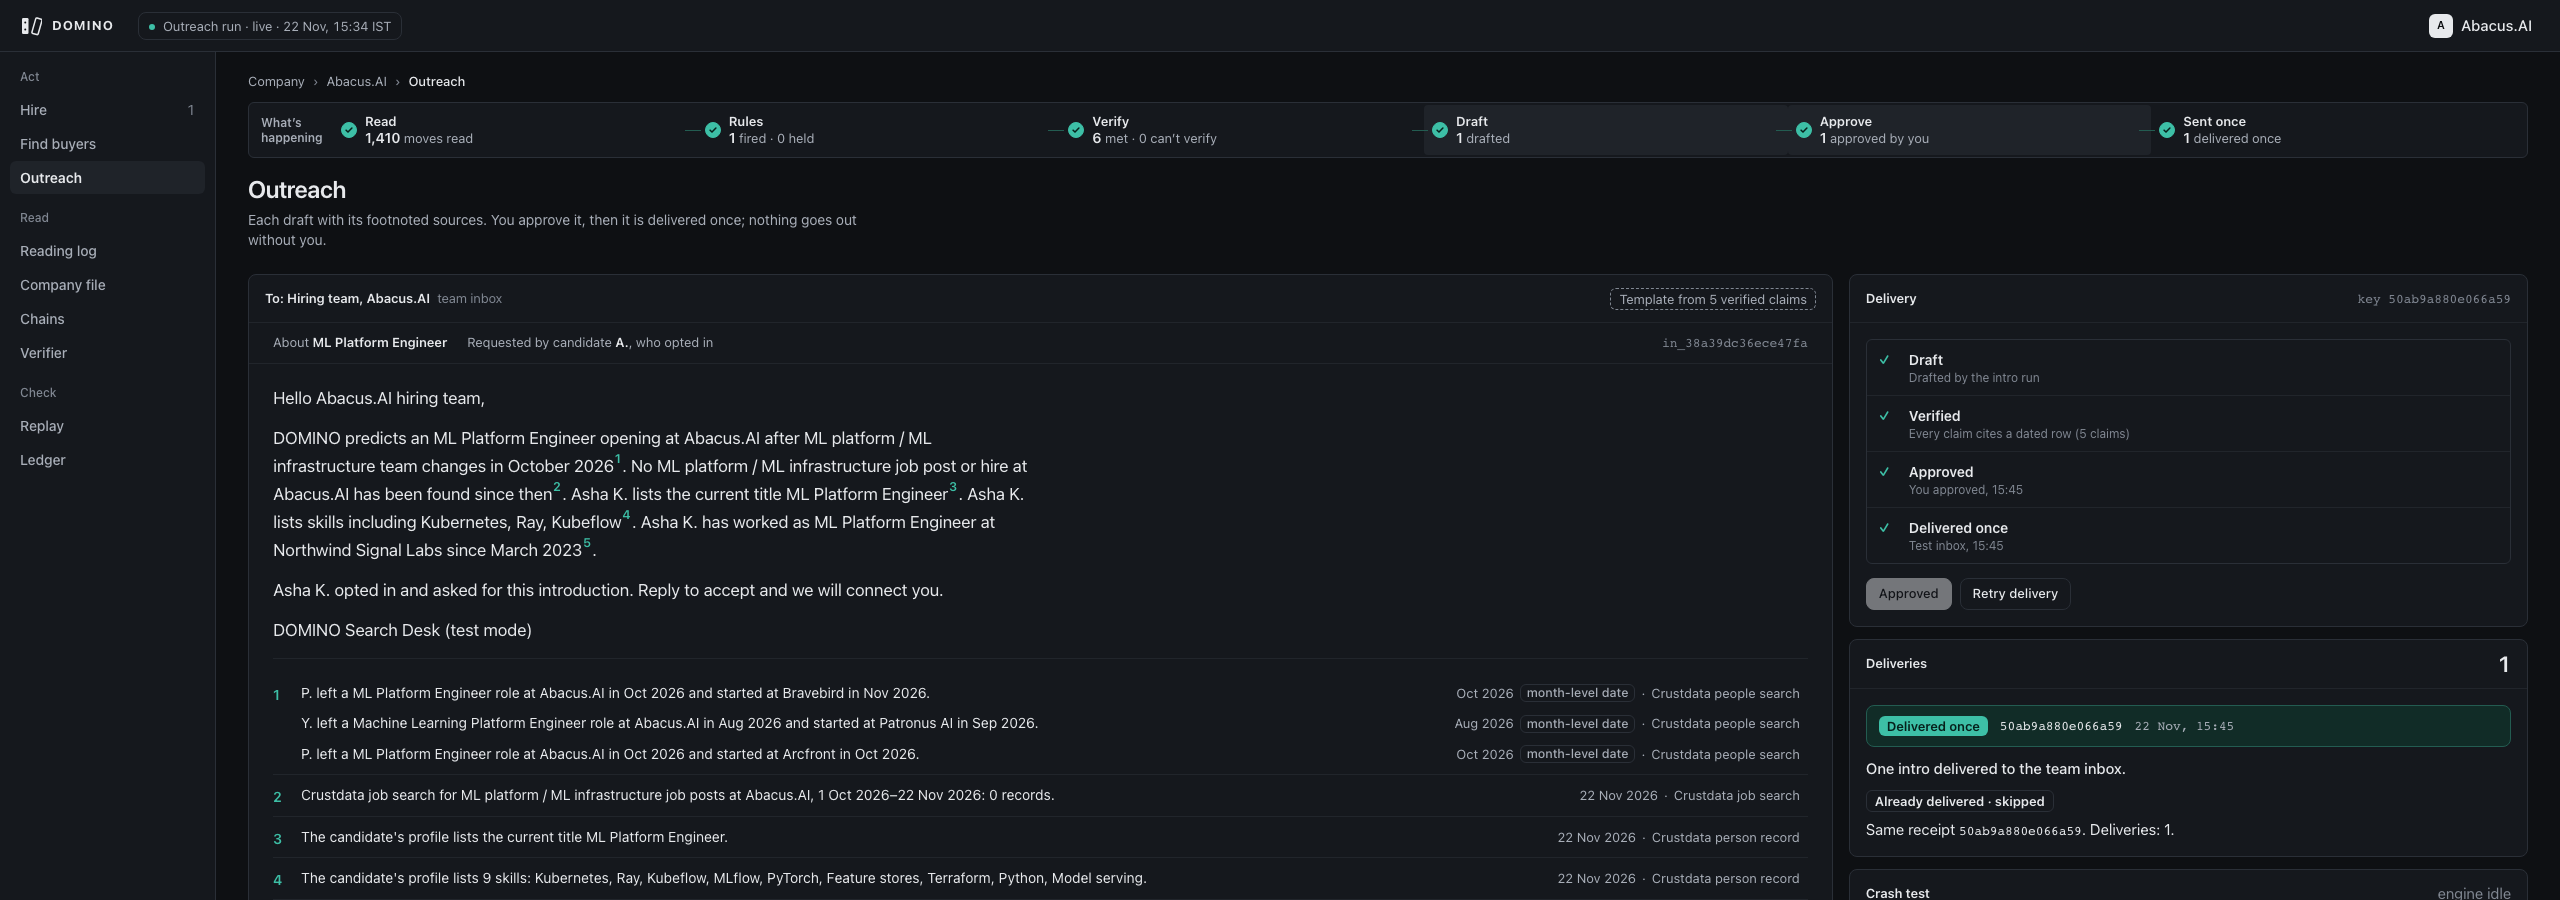 DOMINO
Outreach run · live · 22 Nov, 15:34 IST
A
Abacus.AI
Act
Hire 1
Find buyers
Outreach
Read
Reading log
Company file
Chains
Verifier
Check
Replay
Ledger
Company › Abacus.AI › Outreach
What's
happening
Read
1,410 moves read
Rules
1 fired · 0 held
Verify
6 met · 0 can't verify
Draft
1 drafted
Approve
1 approved by you
Sent once
1 delivered once
Outreach
Each draft with its footnoted sources. You approve it, then it is delivered once; nothing goes out
without you.
To: Hiring team, Abacus.AI team inbox
Template from 5 verified claims
About ML Platform Engineer Requested by candidate A., who opted in
in_38a39dc36ece47fa
Hello Abacus.AI hiring team,
DOMINO predicts an ML Platform Engineer opening at Abacus.AI after ML platform / ML
infrastructure team changes in October 2026 1. No ML platform / ML infrastructure job post or hire at
Abacus.AI has been found since then 2. Asha K. lists the current title ML Platform Engineer 3. Asha K.
lists skills including Kubernetes, Ray, Kubeflow 4. Asha K. has worked as ML Platform Engineer at
Northwind Signal Labs since March 2023 5.
Asha K. opted in and asked for this introduction. Reply to accept and we will connect you.
DOMINO Search Desk (test mode)
1 P. left a ML Platform Engineer role at Abacus.AI in Oct 2026 and started at Bravebird in Nov 2026. Oct 2026 month-level date · Crustdata people search
Y. left a Machine Learning Platform Engineer role at Abacus.AI in Aug 2026 and started at Patronus AI in Sep 2026. Aug 2026 month-level date · Crustdata people search
P. left a ML Platform Engineer role at Abacus.AI in Oct 2026 and started at Arcfront in Oct 2026. Oct 2026 month-level date · Crustdata people search
2 Crustdata job search for ML platform / ML infrastructure job posts at Abacus.AI, 1 Oct 2026–22 Nov 2026: 0 records. 22 Nov 2026 · Crustdata job search
3 The candidate's profile lists the current title ML Platform Engineer. 22 Nov 2026 · Crustdata person record
4 The candidate's profile lists 9 skills: Kubernetes, Ray, Kubeflow, MLflow, PyTorch, Feature stores, Terraform, Python, Model serving. 22 Nov 2026 · Crustdata person record
Delivery
key 50ab9a880e066a59
Draft
Drafted by the intro run
Verified
Every claim cites a dated row (5 claims)
Approved
You approved, 15:45
Delivered once
Test inbox, 15:45
Approved
Retry delivery
Deliveries 1
Delivered once 50ab9a880e066a59 22 Nov, 15:45
One intro delivered to the team inbox.
Already delivered · skipped
Same receipt 50ab9a880e066a59. Deliveries: 1.
Crash test
engine idle